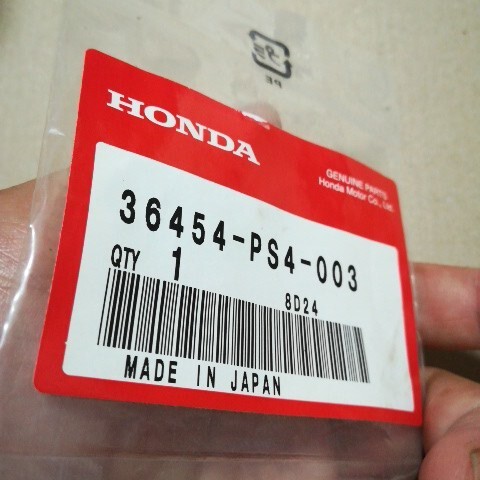 HONDA
GENUINE PARTS
Honda Motor Co., Ltd.
36454-PS4-003
QTY 1
8D24
MADE IN JAPAN